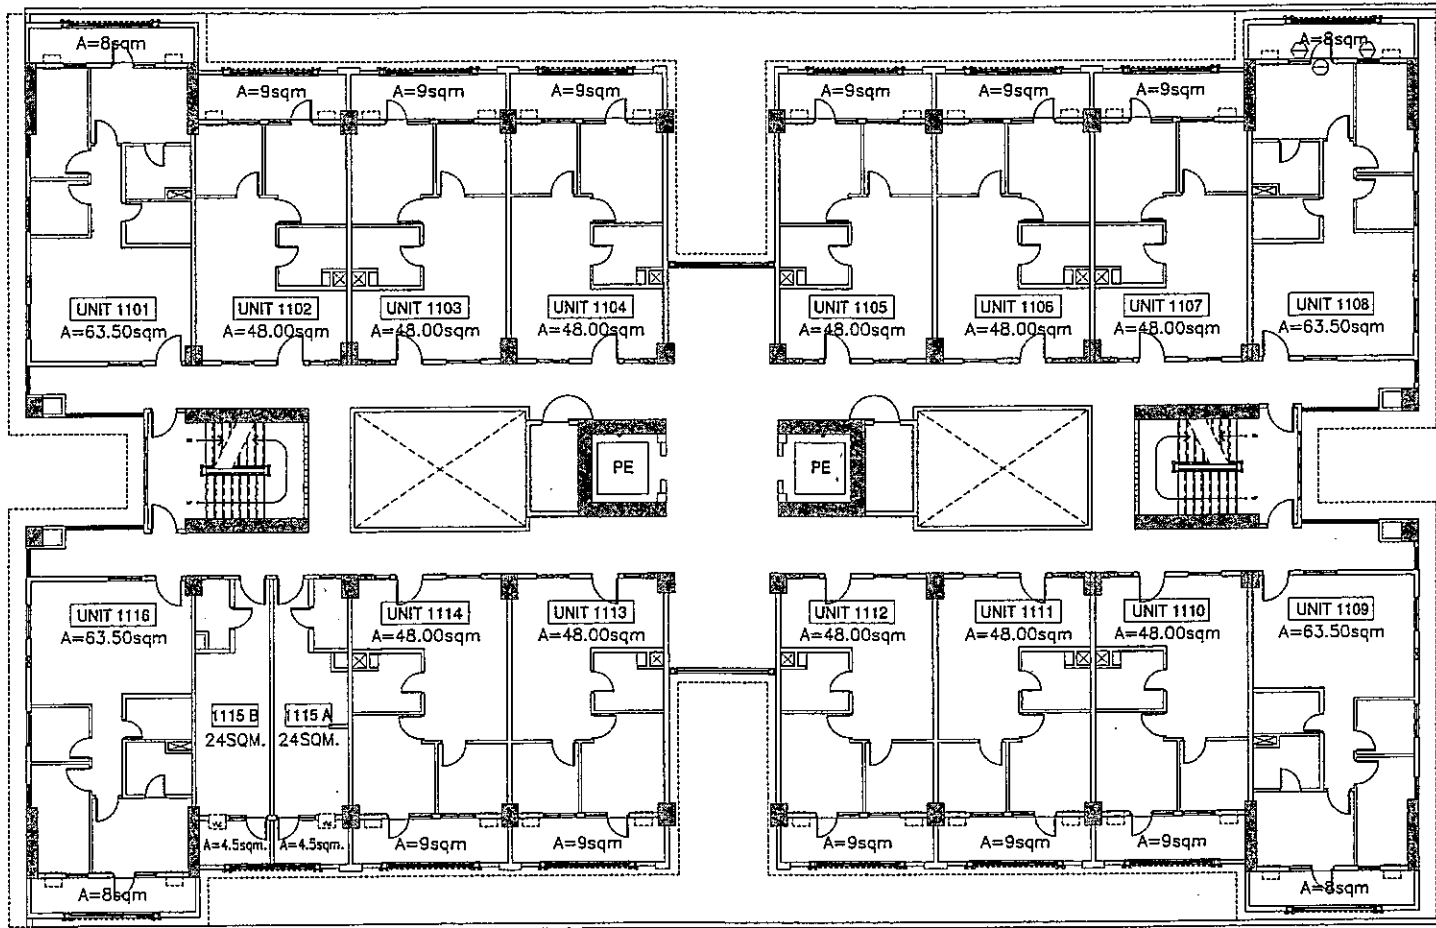 A=8sqm
A=8sqm
A=9sqm
A=9sqm
A=9sqm
A=9sqm
A=9sqm
A=9sqm
UNIT 1101
A=63.50sqm
UNIT 1102
A=48.00sqm
UNIT 1103
A=48.00sqm
UNIT 1104
A=48.00sqm
UNIT 1105
A=48.00sqm
UNIT 1106
A=48.00sqm
UNIT 1107
A=48.00sqm
UNIT 1108
A=63.50sqm
PE
PE
UNIT 1116
A=63.50sqm
UNIT 1114
A=48.00sqm
UNIT 1113
A=48.00sqm
UNIT 1112
A=48.00sqm
UNIT 1111
A=48.00sqm
UNIT 1110
A=48.00sqm
UNIT 1109
A=63.50sqm
1115 B
24SQM.
1115 A
24SQM.
A=4.5sqm.
A=4.5sqm.
A=9sqm
A=9sqm
A=9sqm
A=9sqm
A=9sqm
A=8sqm
A=8sqm